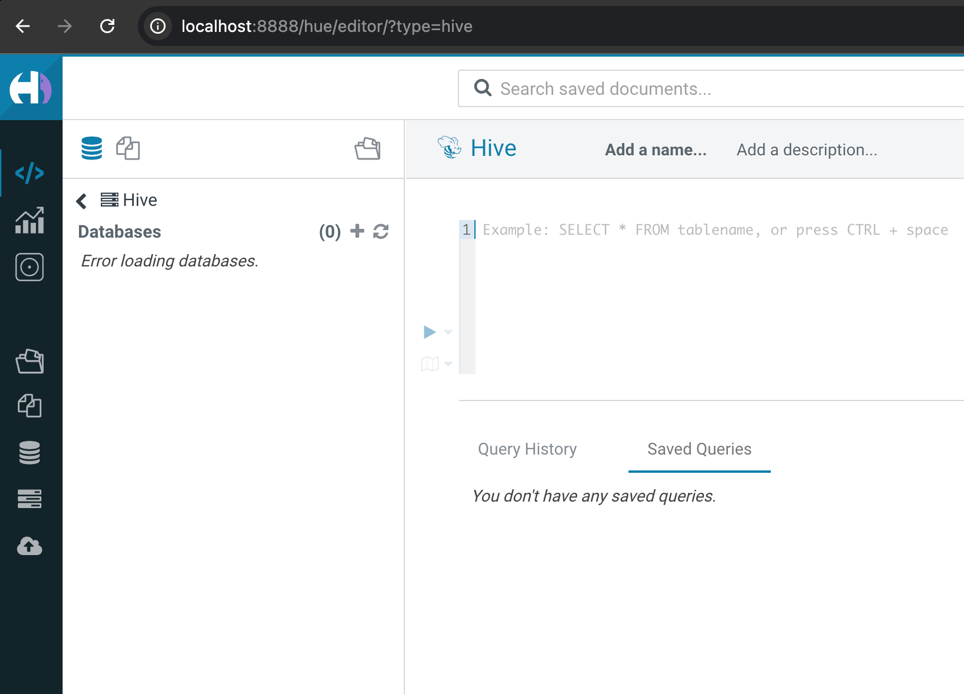 localhost:8888/hue/editor/?type=hive
Search saved documents...
Hive
Databases (0)
Error loading databases.
Hive Add a name... Add a description...
1 Example: SELECT * FROM tablename, or press CTRL + space
Query History Saved Queries
You don't have any saved queries.